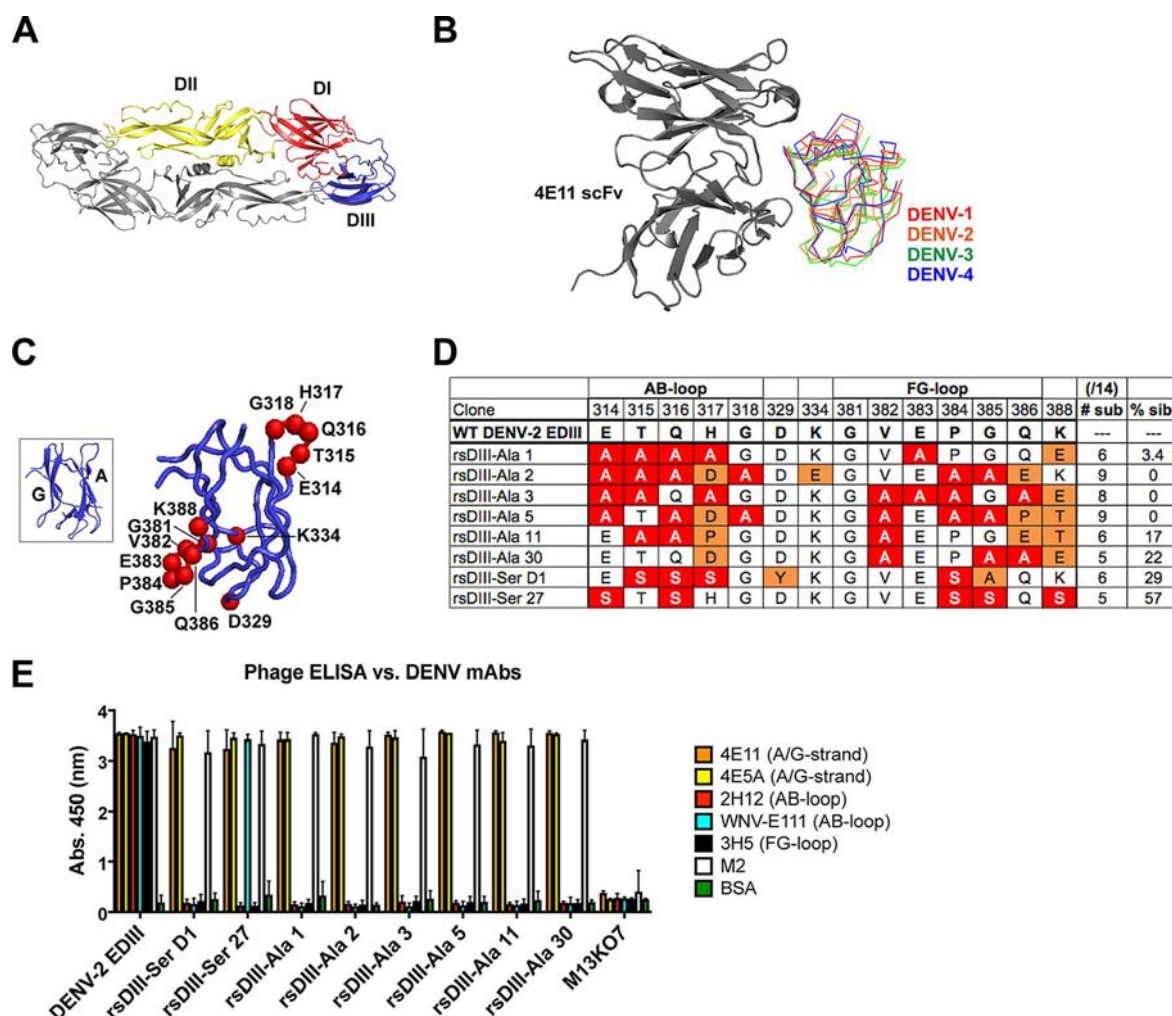 A
DII
DI
DIII
B
4E11 scFv
DENV-1
DENV-2
DENV-3
DENV-4
C
G
A
G318
H317
Q316
T315
E314
K388
G381
V382
E383
P384
G385
Q386
K334
D329
D
AB-loop FG-loop (/14)
Clone 314 315 316 317 318 329 334 381 382 383 384 385 386 388 # sub % sib
WT DENV-2 EDIII E T Q H G D K G V E P G Q K --- ---
rsDIII-Ala 1 A A A A G D K G V A P G Q E 6 3.4
rsDIII-Ala 2 A A A D A D E G V E A A E K 9 0
rsDIII-Ala 3 A A Q A G D K G A A A G A E 8 0
rsDIII-Ala 5 A T A D A D K G A E A A P T 9 0
rsDIII-Ala 11 E A A P G D K G A E P G E T 6 17
rsDIII-Ala 30 E T Q D G D K G A E P A A E 5 22
rsDIII-Ser D1 E S S S G Y K G V E S A Q K 6 29
rsDIII-Ser 27 S T S H G D K G V E S S Q S 5 57
E
Phage ELISA vs. DENV mAbs
Abs. 450 (nm)
4
3
2
1
0
DENV-2 EDIII
rsDIII-Ser D1
rsDIII-Ser 27
rsDIII-Ala 1
rsDIII-Ala 2
rsDIII-Ala 3
rsDIII-Ala 5
rsDIII-Ala 11
rsDIII-Ala 30
M13KO7
4E11 (A/G-strand)
4E5A (A/G-strand)
2H12 (AB-loop)
WNV-E111 (AB-loop)
3H5 (FG-loop)
M2
BSA